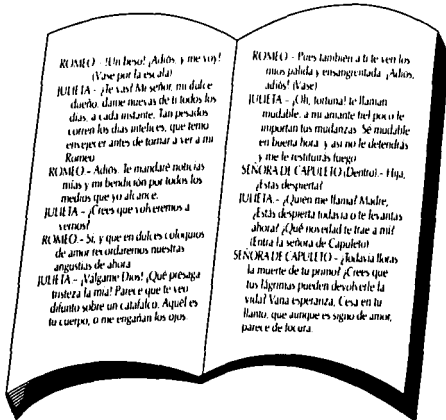 ROMEO - ¡Un beso! ¡Adiós, y me voy!
(Vase por la escala)
JULIETA - ¿Te vas? Mi señor, mi dulce
dueño, dame nuevas de ti todos los
días, a cada instante. Tan pesados
corren los días infelices, que temo
envejecer antes de tornar a ver a mi
Romeo
ROMEO - Adiós. Te mandaré noticias
mías y mi bendición por todos los
medios que yo alcance.
JULIETA - ¿Crees que volveremos a
vernos?
ROMEO - Sí, y que en dulces coloquios
de amor recordaremos nuestras
angustias de ahora
JULIETA - ¡Válgame Dios! ¡Qué présaga
tristeza la mía! Parece que te veo
difunto sobre un catafalco. Aquél es
tu cuerpo, o me engañan los ojos.
ROMEO - Pues también a ti te ven los
míos pálida y ensangrentada. ¡Adiós,
adiós! (Vase)
JULIETA - ¡Oh, fortuna! te llaman
mudable, a mi amante fiel poco le
importan tus mudanzas. Sé mudable
en buena hora, y así no le detendrás
y me le restituirás luego
SEÑORA DE CAPULETO (Dentro) - Hija,
¿Estás despierta?
JULIETA - ¿Quién me llama? Madre,
¿Estás despierta todavía o te levantas
ahora? ¿Qué novedad te trae a mí?
(Entra la señora de Capuleto)
SEÑORA DE CAPULETO - ¿Todavía lloras
la muerte de tu primo? ¿Crees que
tus lágrimas pueden devolverle la
vida? Vana esperanza. Cesa en tu
llanto, que aunque es signo de amor,
parece de locura.